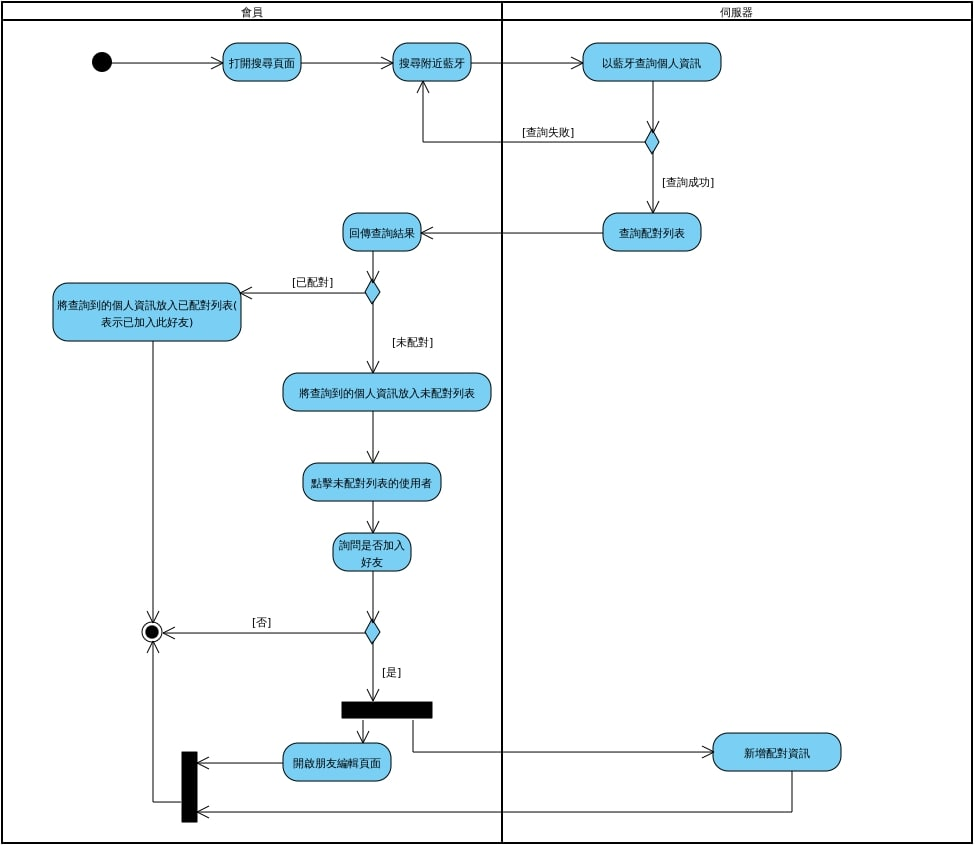 會員
伺服器
打開搜尋頁面
搜尋附近藍牙
以藍牙查詢個人資訊
[查詢失敗]
[查詢成功]
回傳查詢結果
查詢配對列表
[已配對]
將查詢到的個人資訊放入已配對列表(
表示已加入此好友)
[未配對]
將查詢到的個人資訊放入未配對列表
點擊未配對列表的使用者
詢問是否加入
好友
[否]
[是]
開啟朋友編輯頁面
新增配對資訊